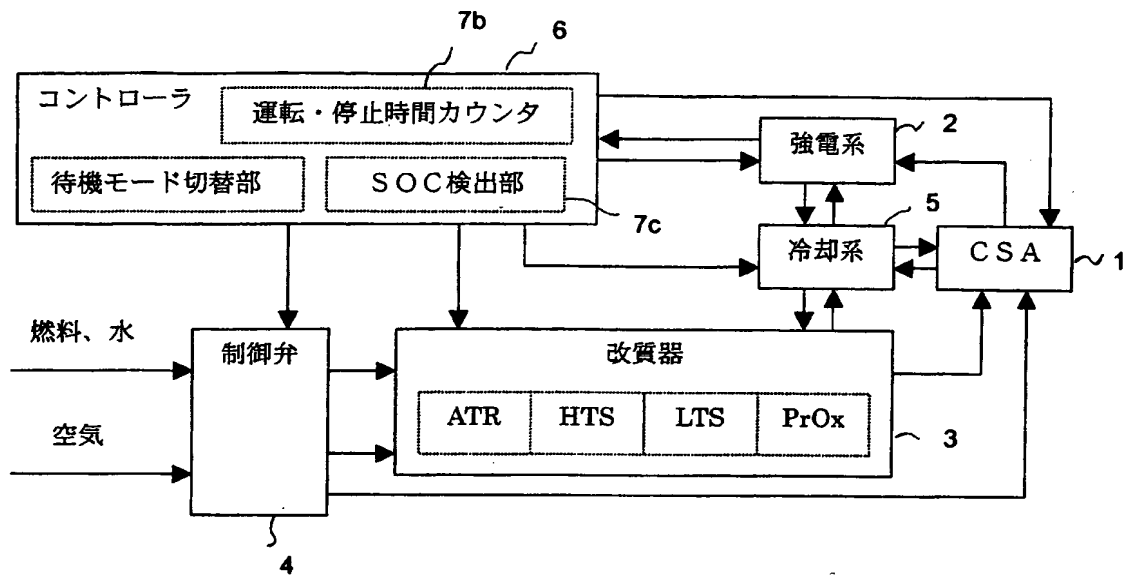 7b
6
コントローラ
運転・停止時間カウンタ
待機モード切替部
SOC検出部
7c
強電系
2
冷却系
5
CSA
1
燃料、水
空気
制御弁
4
改質器
ATR HTS LTS PrOx
3